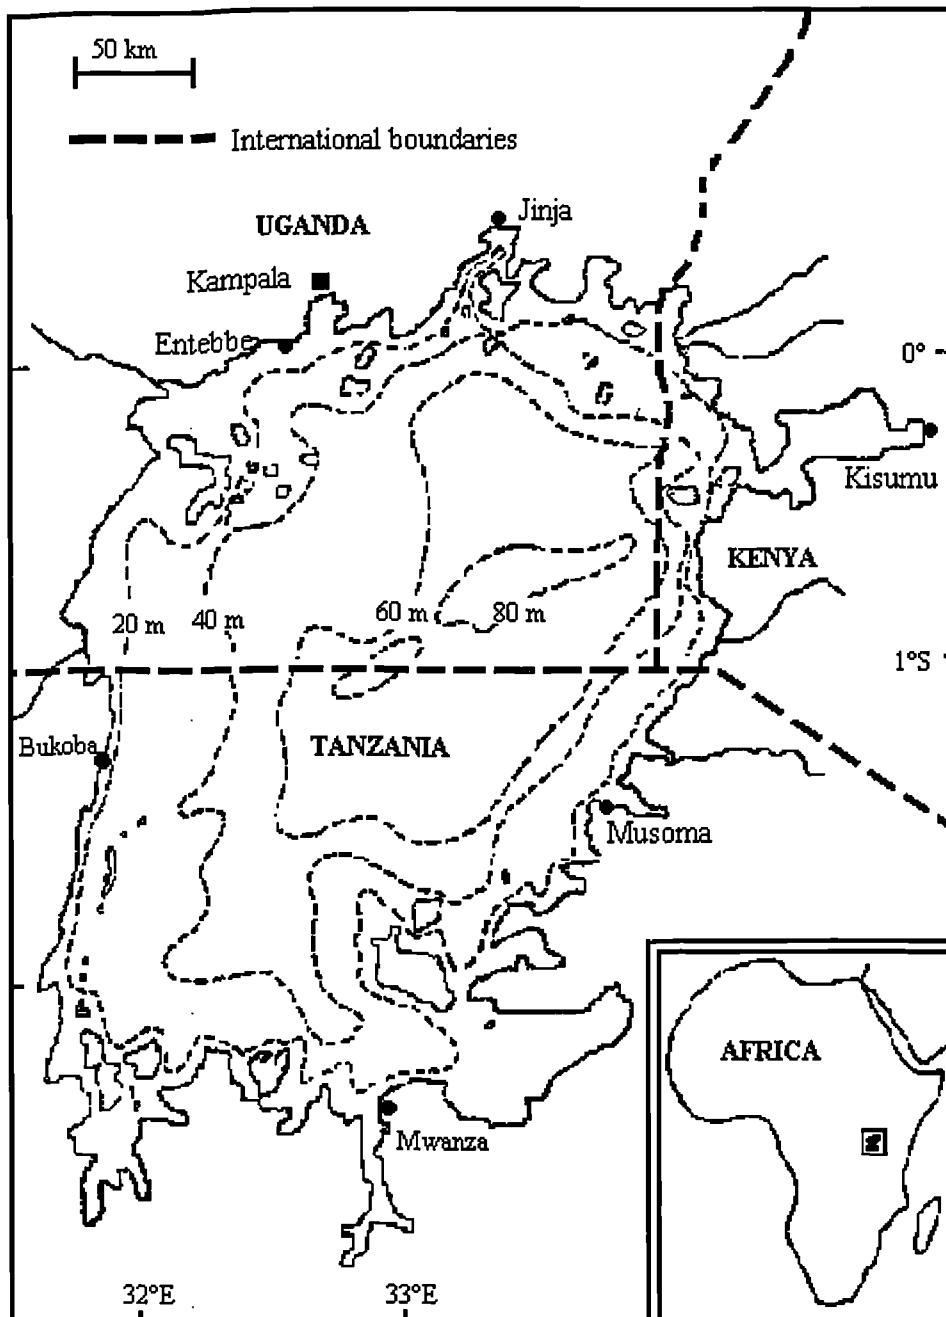 50 km
International boundaries
Jinja
UGANDA
Kampala
Entebbe
0°
Kisumu
KENYA
20 m 40 m 60 m 80 m
1°S
Bukoba
TANZANIA
Musoma
AFRICA
Mwanza
32°E 33°E